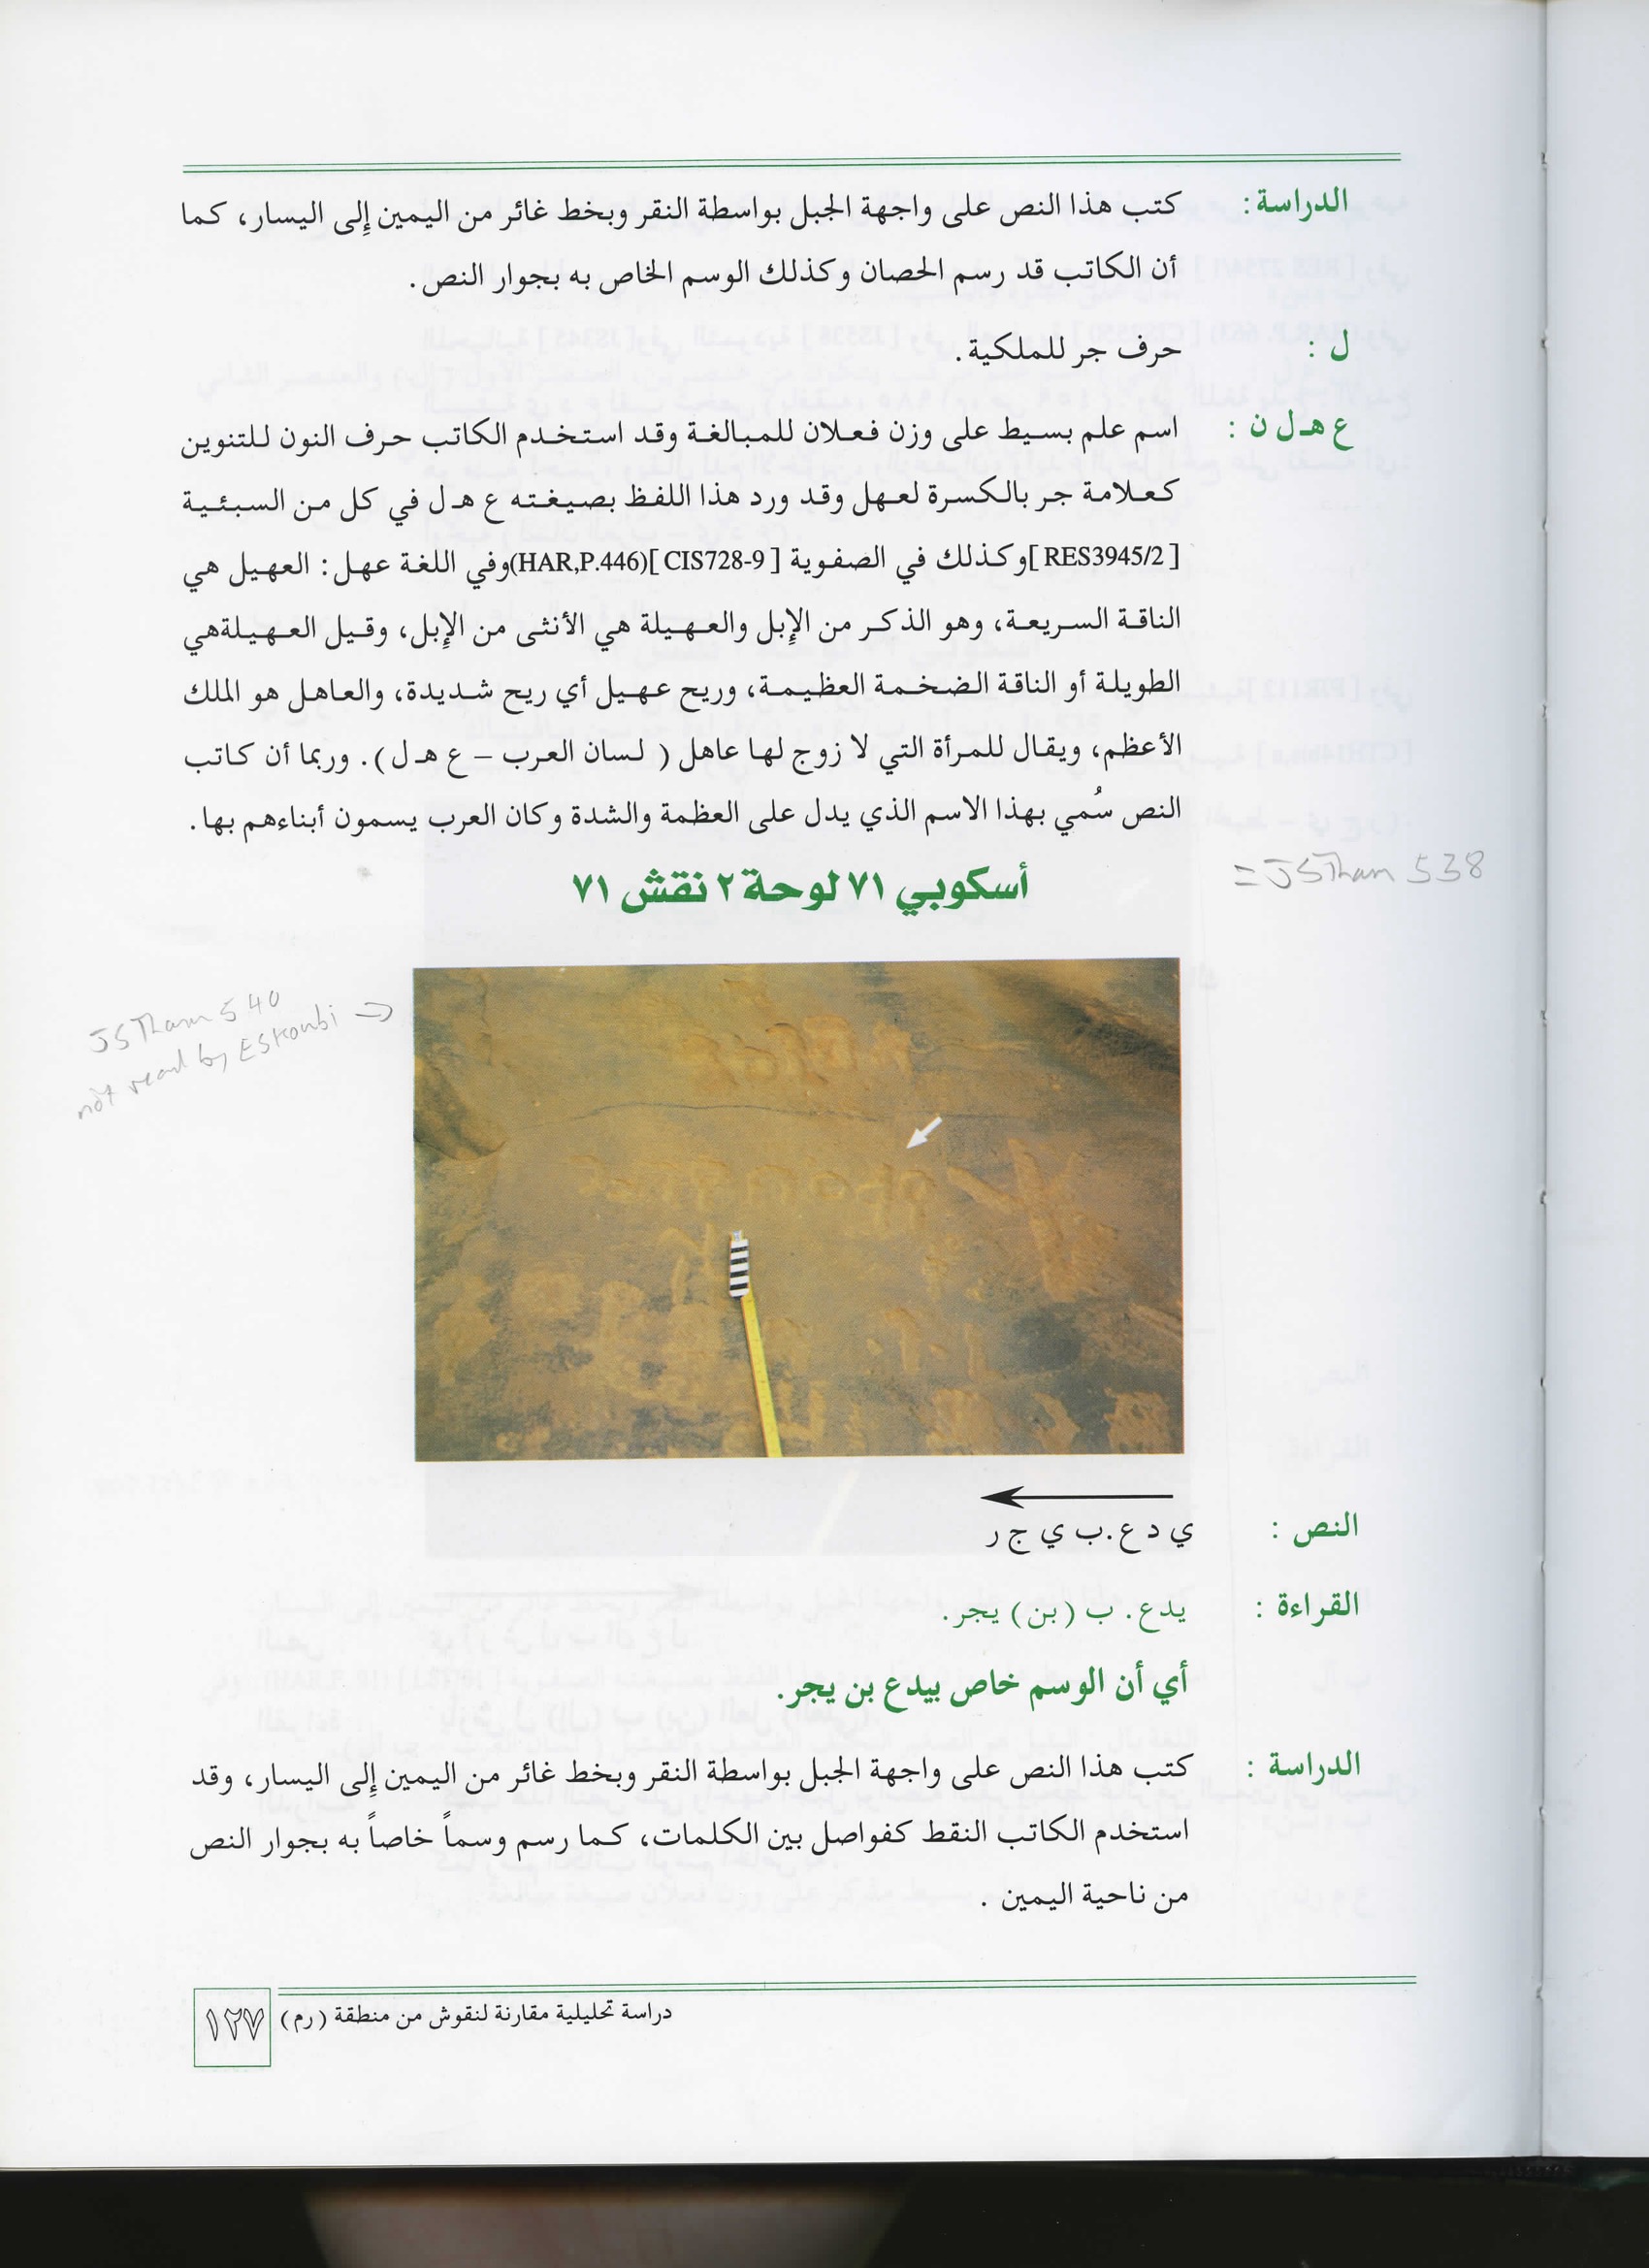 الدراسة: كتب هذا النص على واجهة الجبل بواسطة النقر وبخط غائر من اليمين إلى اليسار، كما
أن الكاتب قد رسم الحصان وكذلك الوسم الخاص به بجوار النص.
ل : حرف جر للملكية.
ع هـ ل ن : اسم علم بسيط على وزن فعلان للمبالغة وقد استخدم الكاتب حرف النون للتنوين
كعلامة جر بالكسرة لعهل وقد ورد هذا اللفظ بصيغته ع هـ ل في كل من السبئية
[RES3945/2] وكذلك في الصفوية [CIS728-9](HAR,P.446) وفي اللغة عهل: العهيل هي
الناقة السريعة، وهو الذكر من الإبل والعهيلة هي الأنثى من الإبل، وقيل العهيلة هي
الطويلة أو الناقة الضخمة العظيمة، وريح عهيل أي ريح شديدة، والعاهل هو الملك
الأعظم، ويقال للمرأة التي لا زوج لها عاهل ( لسان العرب – ع هـ ل ). وربما أن كاتب
النص سُمي بهذا الاسم الذي يدل على العظمة والشدة وكان العرب يسمون أبناءهم بها.
= JSTham 538
أسكوبي ٧١ لوحة ٢ نقش ٧١
JSTham 540
not read by Eskoubi →
النص : ي د ع . ب ي ج ر
القراءة : يدع . ب (بن) يجر.
أي أن الوسم خاص بيدع بن يجر.
الدراسة : كتب هذا النص على واجهة الجبل بواسطة النقر وبخط غائر من اليمين إلى اليسار، وقد
استخدم الكاتب النقط كفواصل بين الكلمات، كما رسم وسماً خاصاً به بجوار النص
من ناحية اليمين .
دراسة تحليلية مقارنة لنقوش من منطقة (رم)
١٢٧